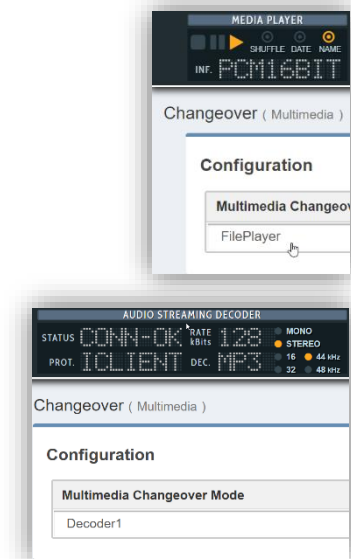 MEDIA PLAYER
SHUFFLE DATE NAME
INF. PCM16BIT
Changeover ( Multimedia )
Configuration
Multimedia Changeov
FilePlayer
AUDIO STREAMING DECODER
STATUS CONN-OK RATE kBits 128 MONO STEREO
PROT. ICLIENT DEC. MP3 16 44 kHz 32 48 kHz
Changeover ( Multimedia )
Configuration
Multimedia Changeover Mode
Decoder1